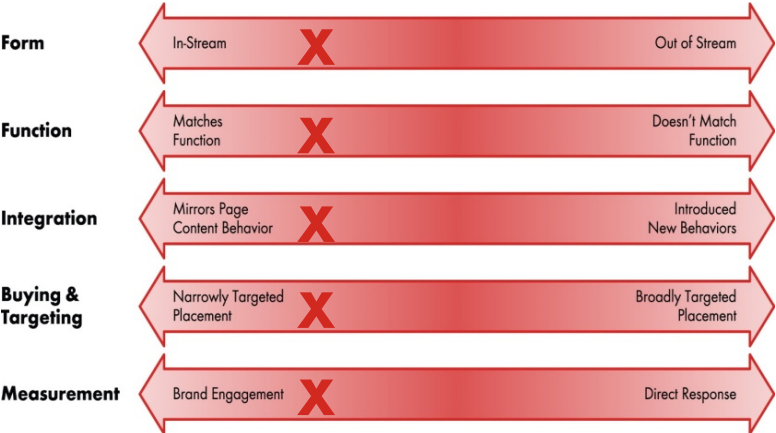 Form
In-Stream
X
Out of Stream
Function
Matches
Function
X
Doesn't Match
Function
Integration
Mirrors Page
Content Behavior
X
Introduced
New Behaviors
Buying &
Targeting
Narrowly Targeted
Placement
X
Broadly Targeted
Placement
Measurement
Brand Engagement
X
Direct Response